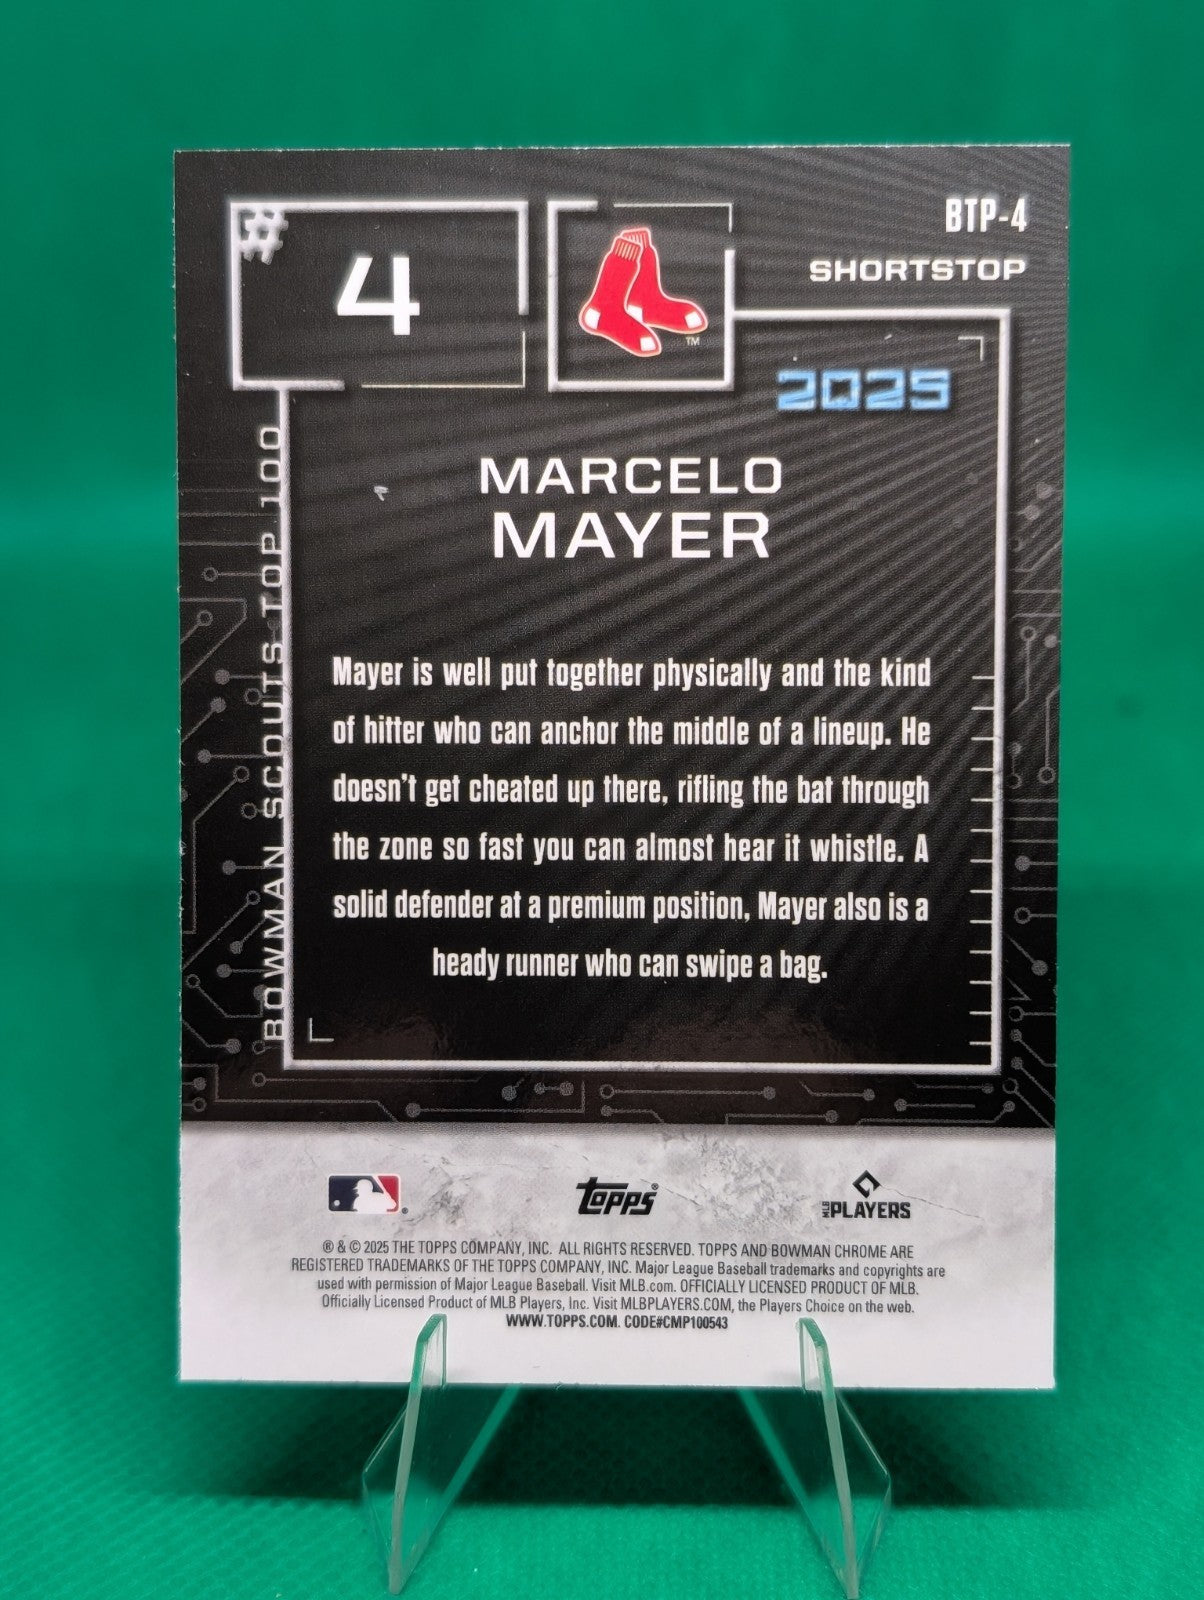 BTP-4
SHORTSTOP
#
4
TM
2025
MARCELO
MAYER
BOWMAN SCOUTS TOP 100
Mayer is well put together physically and the kind
of hitter who can anchor the middle of a lineup. He
doesn't get cheated up there, rifling the bat through
the zone so fast you can almost hear it whistle. A
solid defender at a premium position, Mayer also is a
heady runner who can swipe a bag.
®
topps®
MLB PLAYERS
® & © 2025 THE TOPPS COMPANY, INC. ALL RIGHTS RESERVED. TOPPS AND BOWMAN CHROME ARE
REGISTERED TRADEMARKS OF THE TOPPS COMPANY, INC. Major League Baseball trademarks and copyrights are
used with permission of Major League Baseball. Visit MLB.com. OFFICIALLY LICENSED PRODUCT OF MLB.
Officially Licensed Product of MLB Players, Inc. Visit MLBPLAYERS.COM, the Players Choice on the web.
WWW.TOPPS.COM. CODE#CMP100543